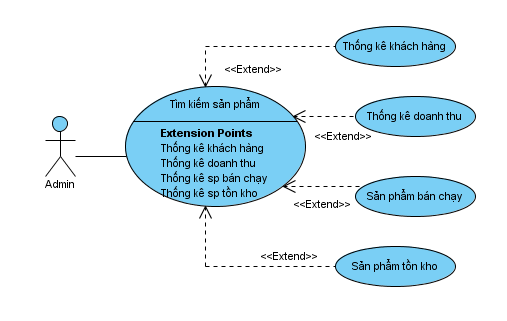 Thống kê khách hàng
<<Extend>>
Tìm kiếm sản phẩm
Extension Points
Thống kê khách hàng
Thống kê doanh thu
Thống kê sp bán chạy
Thống kê sp tồn kho
Thống kê doanh thu
<<Extend>>
Admin
Sản phẩm bán chạy
<<Extend>>
<<Extend>>
Sản phẩm tồn kho